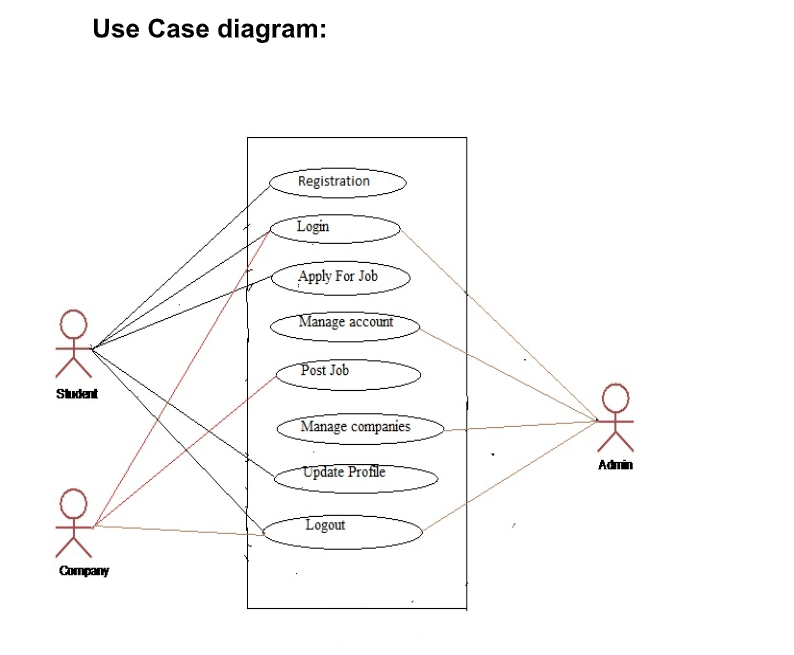 Use Case diagram:
Registration
Login
Apply For Job
Manage account
Post Job
Manage companies
Update Profile
Logout
Student
Company
Admin